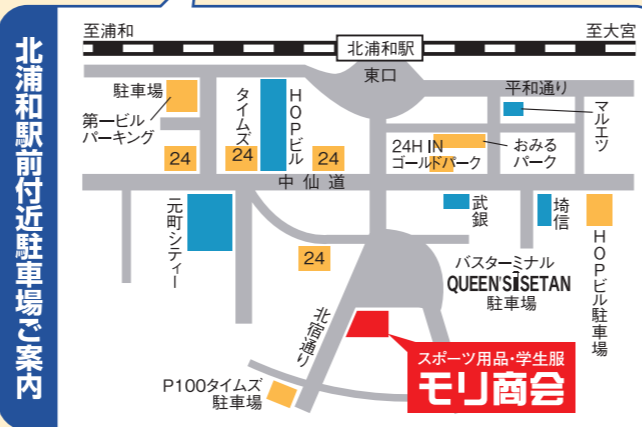 北浦和駅前付近駐車場ご案内
至浦和
北浦和駅
至大宮
東口
平和通り
駐車場
第一ビル
パーキング
タイムズ
HOPビル
マルエツ
24
24
24
24H IN
ゴールドパーク
おみる
パーク
中仙道
元町シティー
武銀
埼信
HOPビル駐車場
24
バスターミナル
QUEEN'S ISETAN
駐車場
北宿通り
スポーツ用品・学生服
モリ商会
P100タイムズ
駐車場